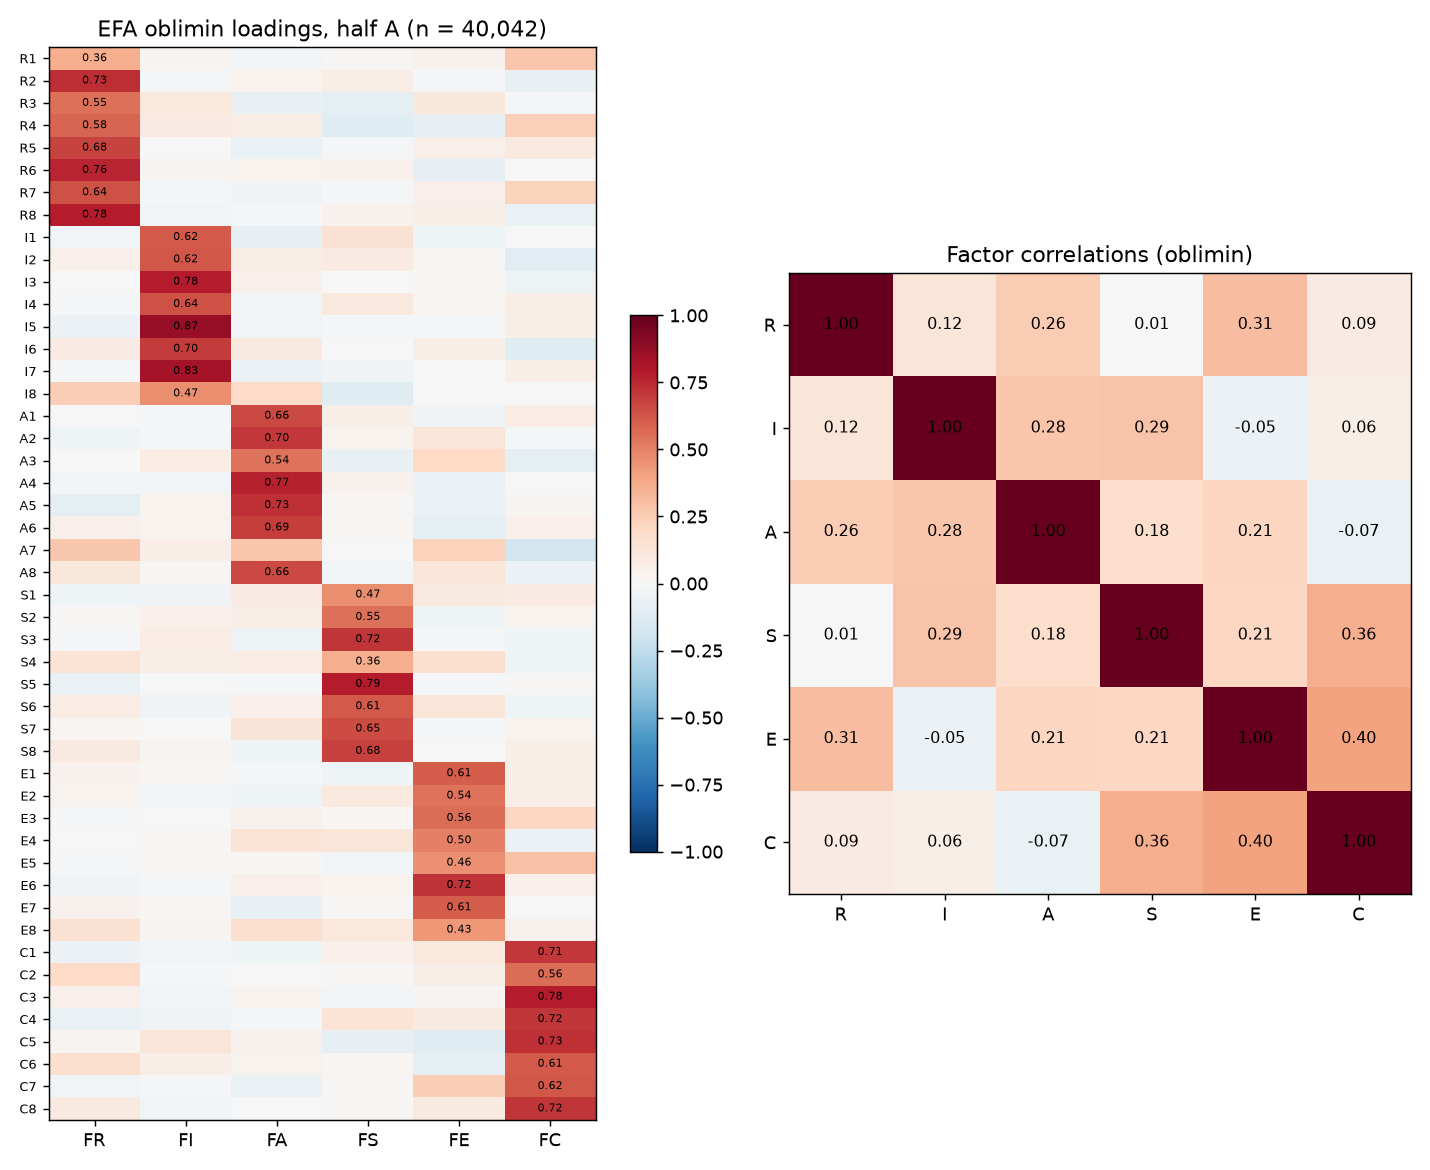 EFA oblimin loadings, half A (n = 40,042)
R1 0.36
R2 0.73
R3 0.55
R4 0.58
R5 0.68
R6 0.76
R7 0.64
R8 0.78
I1 0.62
I2 0.62
I3 0.78
I4 0.64
I5 0.87
I6 0.70
I7 0.83
I8 0.47
A1 0.66
A2 0.70
A3 0.54
A4 0.77
A5 0.73
A6 0.69
A7
A8 0.66
S1 0.47
S2 0.55
S3 0.72
S4 0.36
S5 0.79
S6 0.61
S7 0.65
S8 0.68
E1 0.61
E2 0.54
E3 0.56
E4 0.50
E5 0.46
E6 0.72
E7 0.61
E8 0.43
C1 0.71
C2 0.56
C3 0.78
C4 0.72
C5 0.73
C6 0.61
C7 0.62
C8 0.72
FR FI FA FS FE FC
1.00
0.75
0.50
0.25
0.00
−0.25
−0.50
−0.75
−1.00
Factor correlations (oblimin)
R 1.00 0.12 0.26 0.01 0.31 0.09
I 0.12 1.00 0.28 0.29 -0.05 0.06
A 0.26 0.28 1.00 0.18 0.21 -0.07
S 0.01 0.29 0.18 1.00 0.21 0.36
E 0.31 -0.05 0.21 0.21 1.00 0.40
C 0.09 0.06 -0.07 0.36 0.40 1.00
R I A S E C